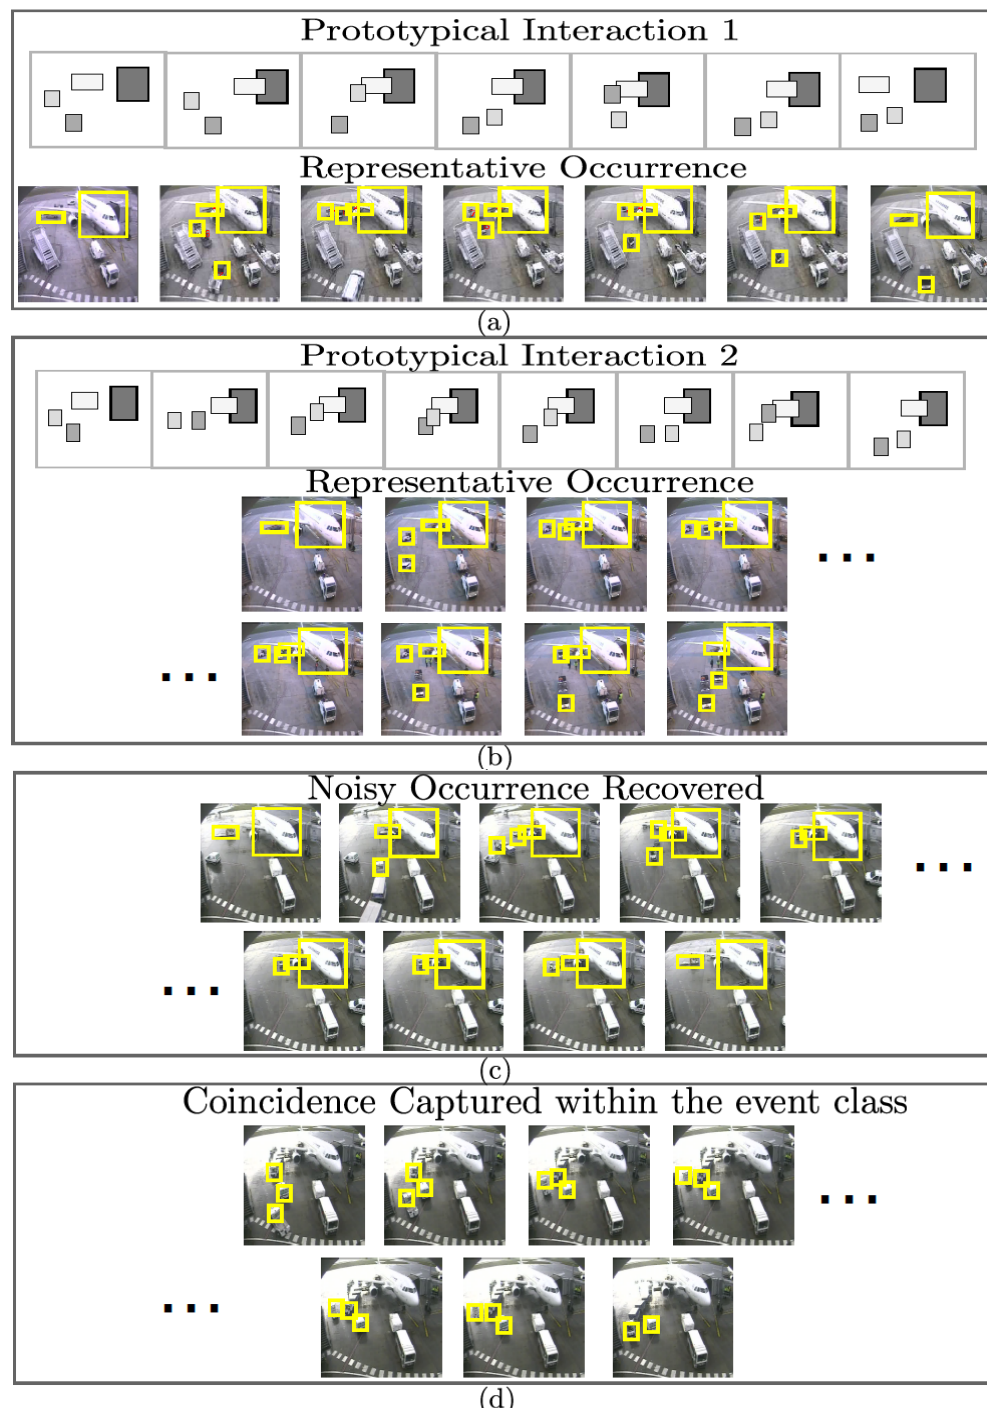 Prototypical Interaction 1
Representative Occurrence
(a)
Prototypical Interaction 2
Representative Occurrence
...
...
(b)
Noisy Occurrence Recovered
...
...
(c)
Coincidence Captured within the event class
...
...
(d)